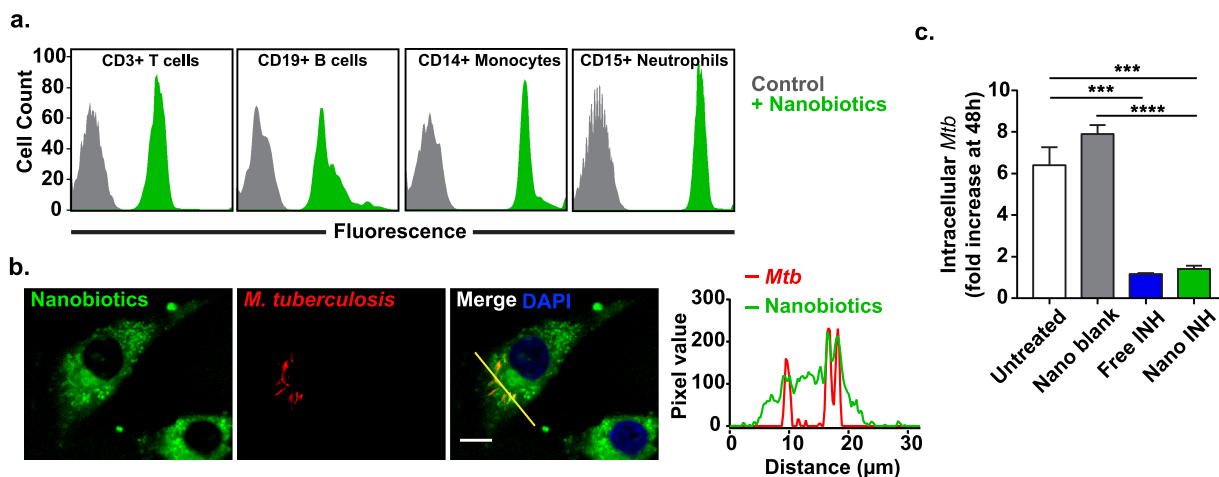 a.
CD3+ T cells
CD19+ B cells
CD14+ Monocytes
CD15+ Neutrophils
Cell Count
100
80
60
40
20
0
Control
+ Nanobiotics
Fluorescence
b.
Nanobiotics
M. tuberculosis
Merge DAPI
Mtb
Nanobiotics
Pixel value
300
200
100
0
0 10 20 30
Distance (µm)
c.
Intracellular Mtb
(fold increase at 48h)
***
***
****
8
6
4
2
0
Untreated
Nano blank
Free INH
Nano INH